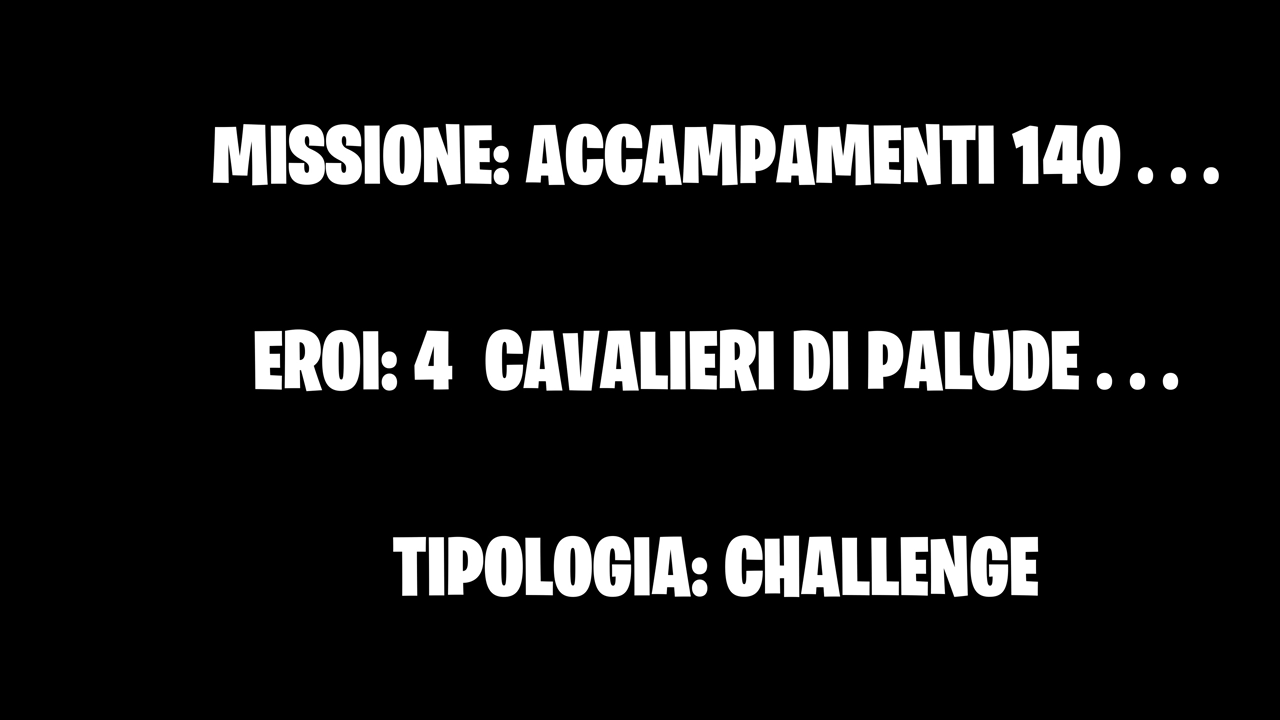 MISSIONE: ACCAMPAMENTI 140 . . .
EROI: 4  CAVALIERI DI PALUDE . . .
TIPOLOGIA: CHALLENGE